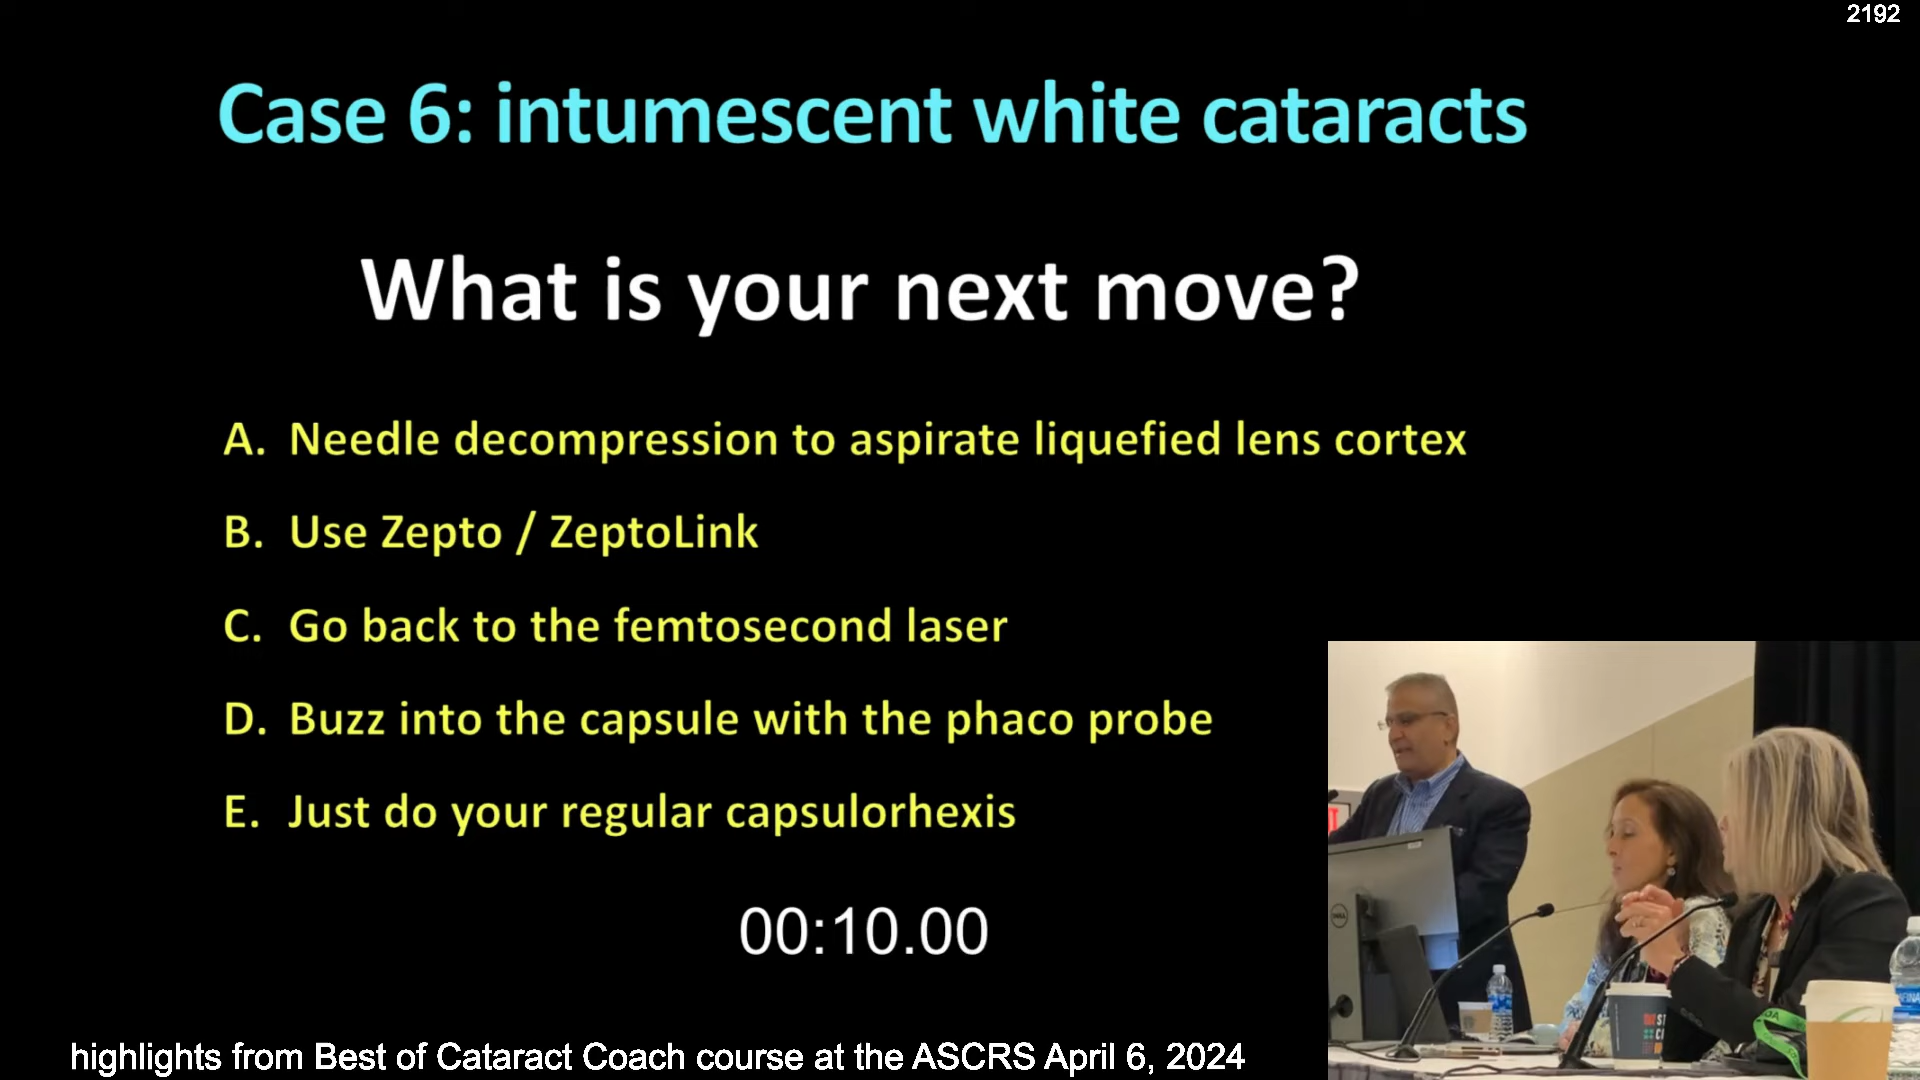 2192
Case 6: intumescent white cataracts
What is your next move?
A. Needle decompression to aspirate liquefied lens cortex
B. Use Zepto / ZeptoLink
C. Go back to the femtosecond laser
D. Buzz into the capsule with the phaco probe
E. Just do your regular capsulorhexis
00:10.00
DELL
highlights from Best of Cataract Coach course at the ASCRS April 6, 2024